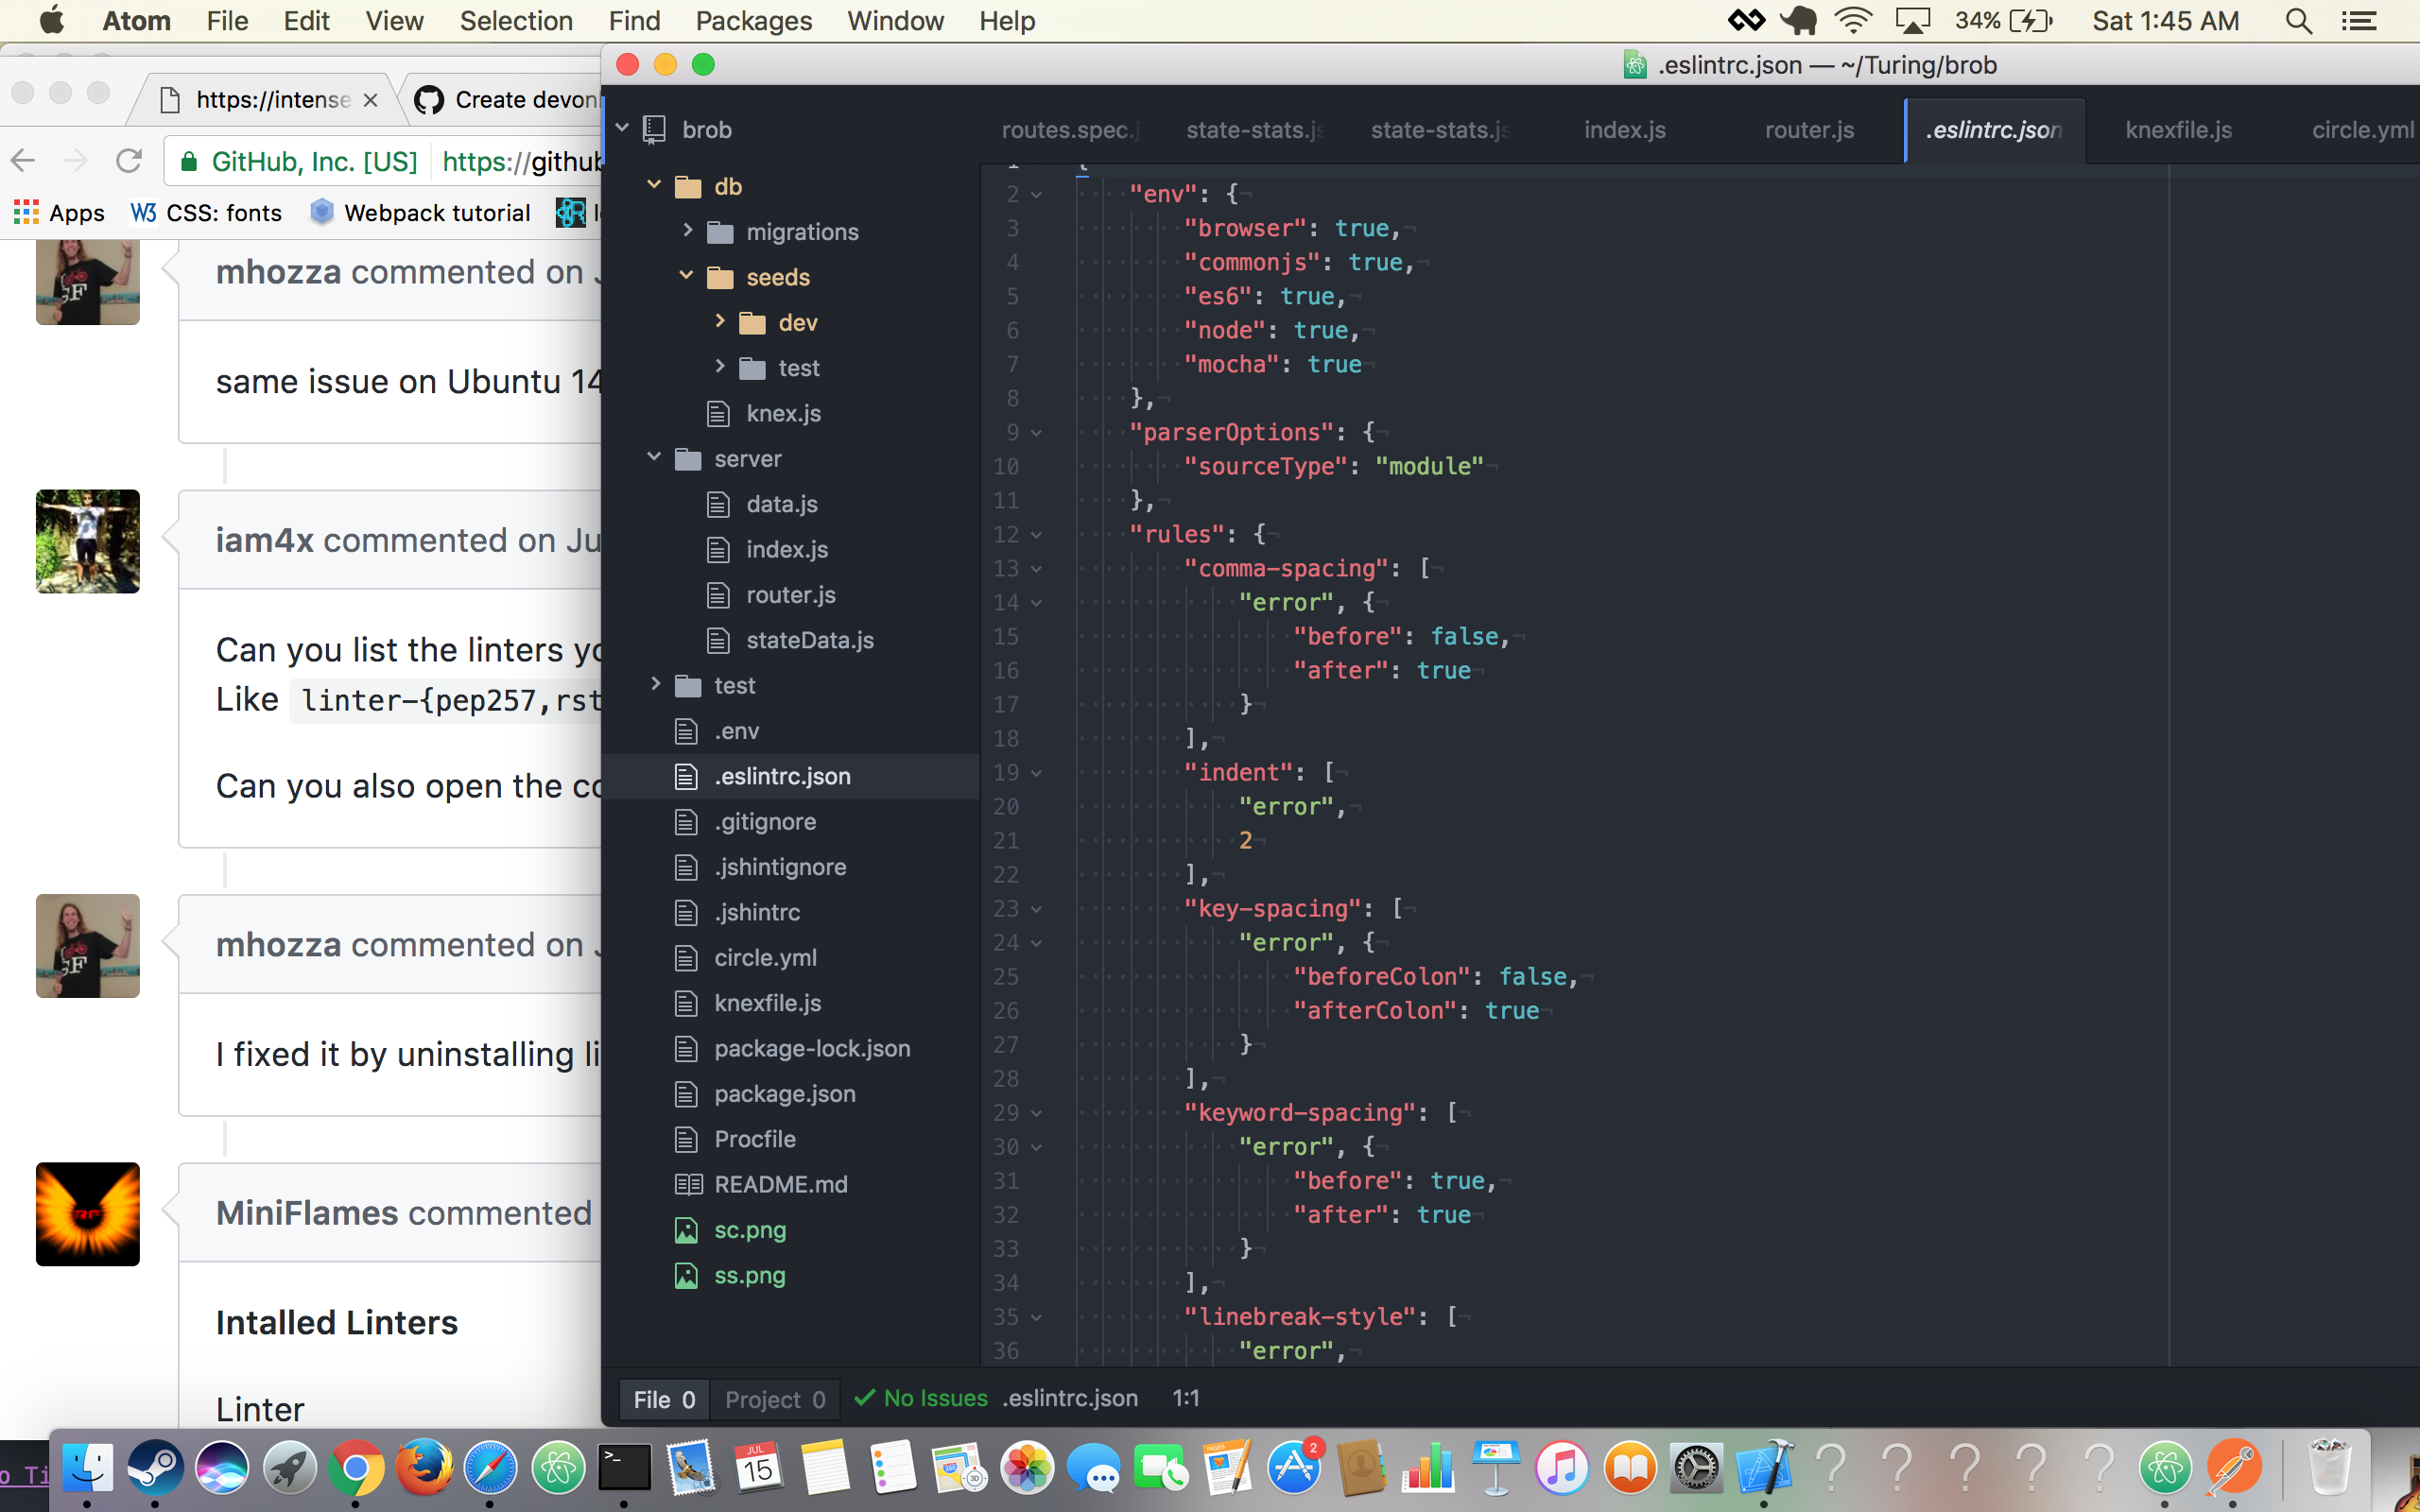 Atom File Edit View Selection Find Packages Window Help 34% Sat 1:45 AM
https://intense Create devon
GitHub, Inc. [US] https://github
Apps W3 CSS: fonts Webpack tutorial
mhozza commented on
same issue on Ubuntu 14
iam4x commented on Ju
Can you list the linters
Like linter-{pep257,rst
Can you also open the
mhozza commented on
I fixed it by uninstalling
MiniFlames commented
Intalled Linters
Linter
o Ti
.eslintrc.json — ~/Turing/brob
brob
db
migrations
seeds
dev
test
knex.js
server
data.js
index.js
router.js
stateData.js
test
.env
.eslintrc.json
.gitignore
.jshintignore
.jshintrc
circle.yml
knexfile.js
package-lock.json
package.json
Procfile
README.md
sc.png
ss.png
routes.spec.j state-stats.js state-stats.js index.js router.js .eslintrc.json knexfile.js circle.yml
1 {
2 "env": {
3 "browser": true,
4 "commonjs": true,
5 "es6": true,
6 "node": true,
7 "mocha": true
8 },
9 "parserOptions": {
10 "sourceType": "module"
11 },
12 "rules": {
13 "comma-spacing": [
14 "error", {
15 "before": false,
16 "after": true
17 }
18 ],
19 "indent": [
20 "error",
21 2
22 ],
23 "key-spacing": [
24 "error", {
25 "beforeColon": false,
26 "afterColon": true
27 }
28 ],
29 "keyword-spacing": [
30 "error", {
31 "before": true,
32 "after": true
33 }
34 ],
35 "linebreak-style": [
36 "error",
File 0 Project 0 No Issues .eslintrc.json 1:1
JUL
15
2